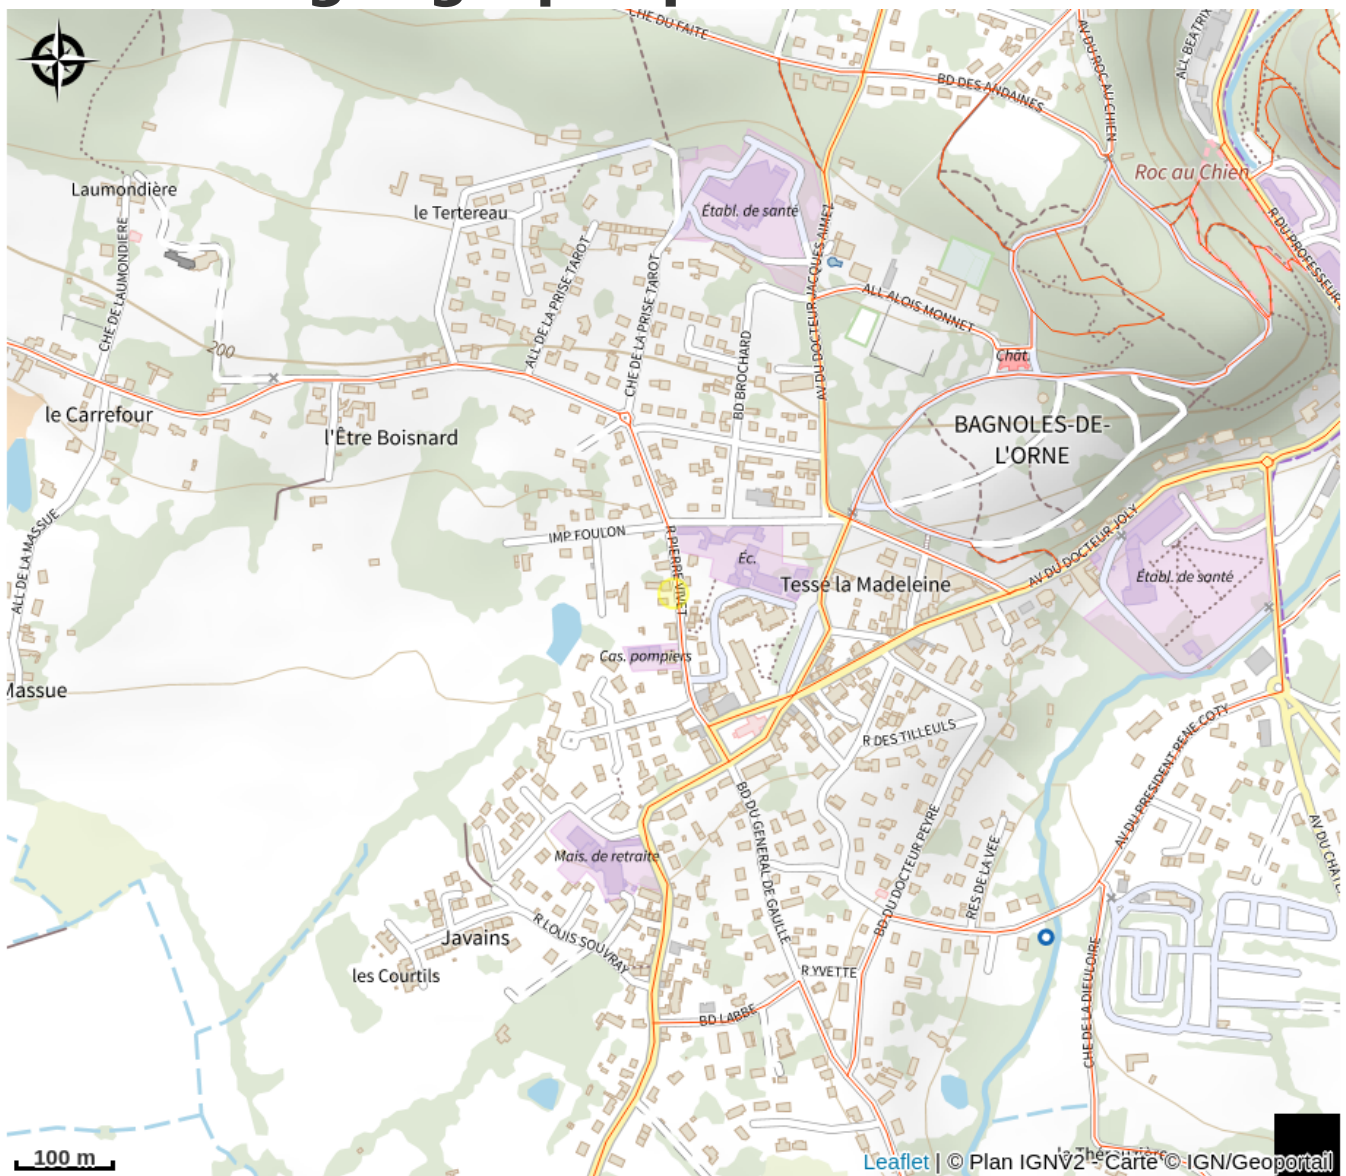 CHE DU FAITE
BD DES ANDAINES
AV DU ROC AU CHIEN
ALL BEATRIX
Roc au Chien
Laumondière
le Tertereau
Établ. de santé
R DU PROFESSEUR
CHE DE LAUMONDIERE
ALL DE LA PRISE TAROT
CHE DE LA PRISE TAROT
AV DU DOCTEUR JACQUES AIMEZ
ALL ALOIS MONNET
200
BD BROCHARD
Chât.
le Carrefour
l'Être Boisnard
BAGNOLES-DE-
L'ORNE
ALL DE LA MASSUE
IMP FOULON
R PIERRE VIVET
Éc.
Tesse la Madeleine
AV DU DOCTEUR JOLY
Établ. de santé
Cas. pompiers
Massue
R DES TILLEULS
AV DU PRESIDENT RENE COTY
BD DU GENERAL DE GAULLE
BD DU DOCTEUR PEYRE
RES DE LA VEE
AV DU CHATE
Mais. de retraite
R LOUIS SOUVRAY
Javains
les Courtils
R YVETTE
BD LABBE
CHE DE LA DIEULOIRE
100 m
Leaflet | © Plan IGNV2 - Carte © IGN/Geoportail